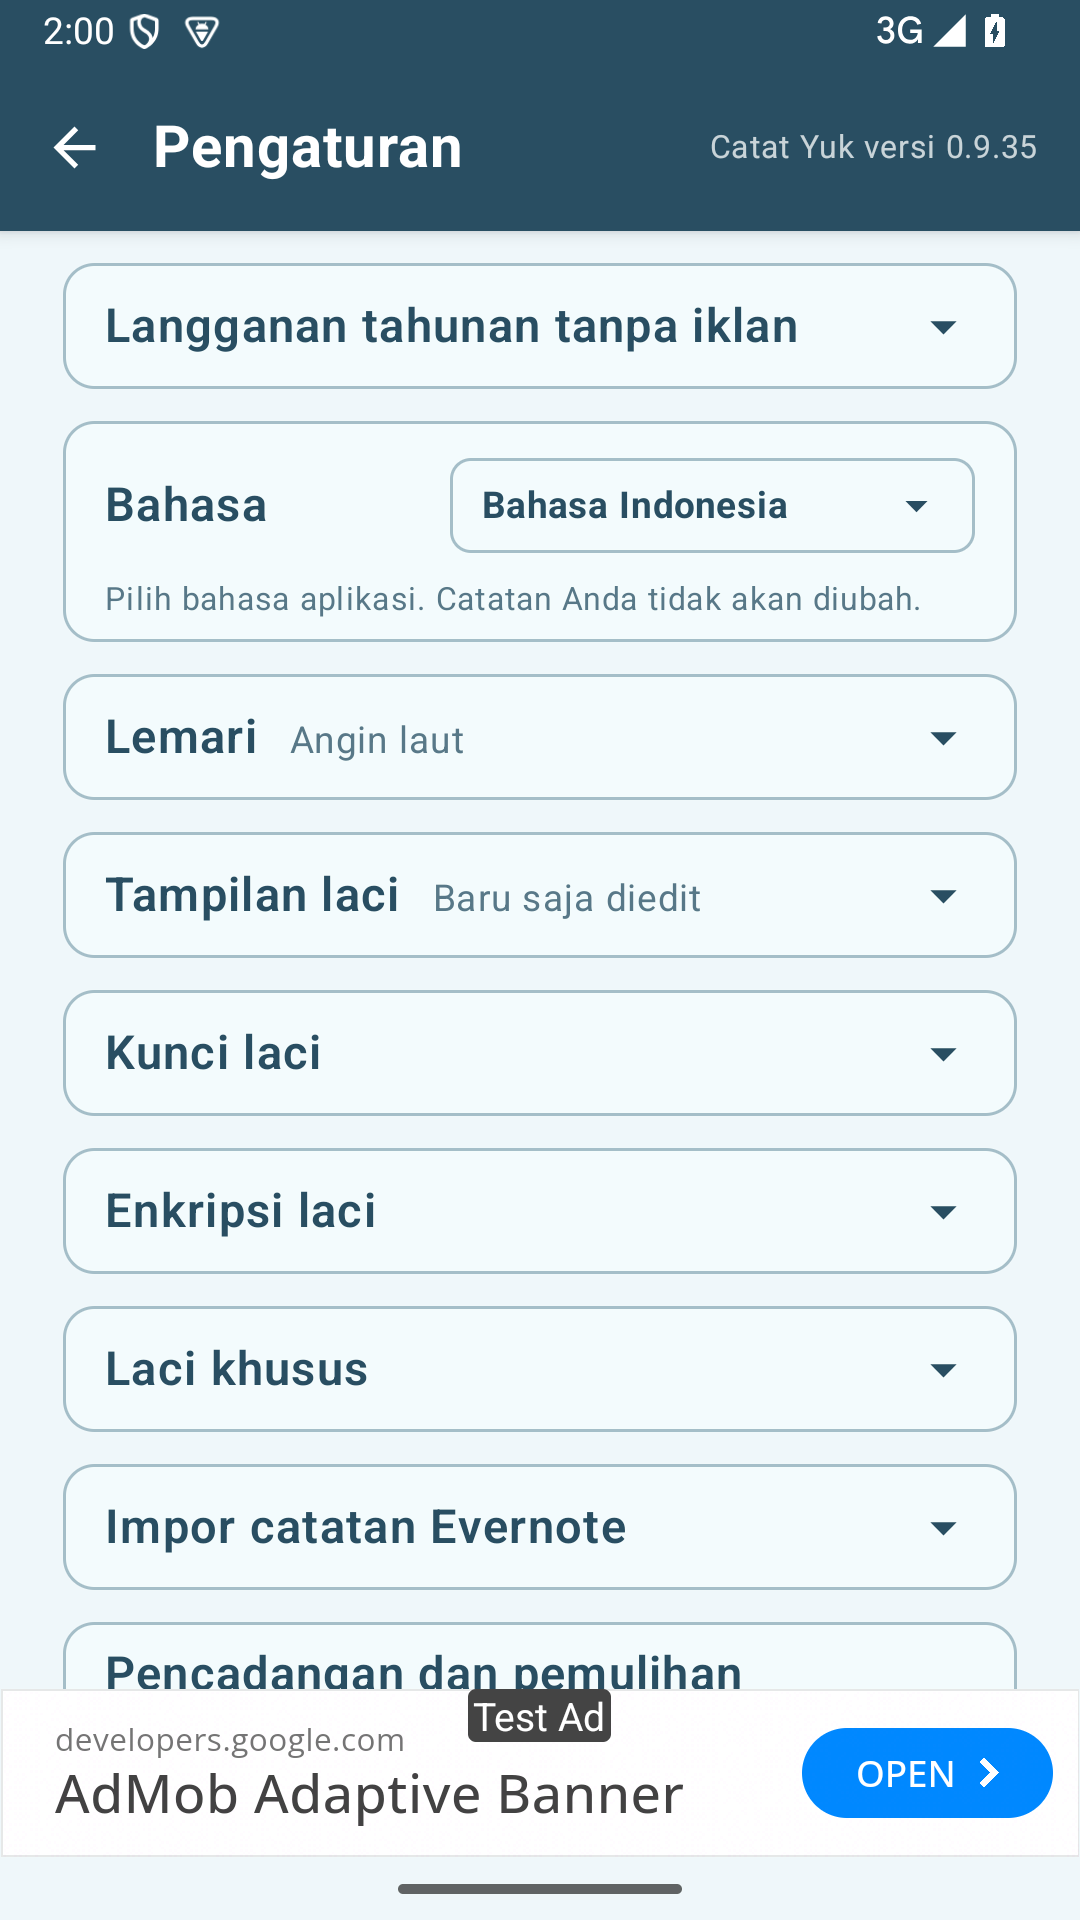 2:00 3G
Pengaturan Catat Yuk versi 0.9.35
Langganan tahunan tanpa iklan
Bahasa Bahasa Indonesia
Pilih bahasa aplikasi. Catatan Anda tidak akan diubah.
Lemari Angin laut
Tampilan laci Baru saja diedit
Kunci laci
Enkripsi laci
Laci khusus
Impor catatan Evernote
Pencadangan dan pemulihan
Test Ad
developers.google.com
AdMob Adaptive Banner
OPEN